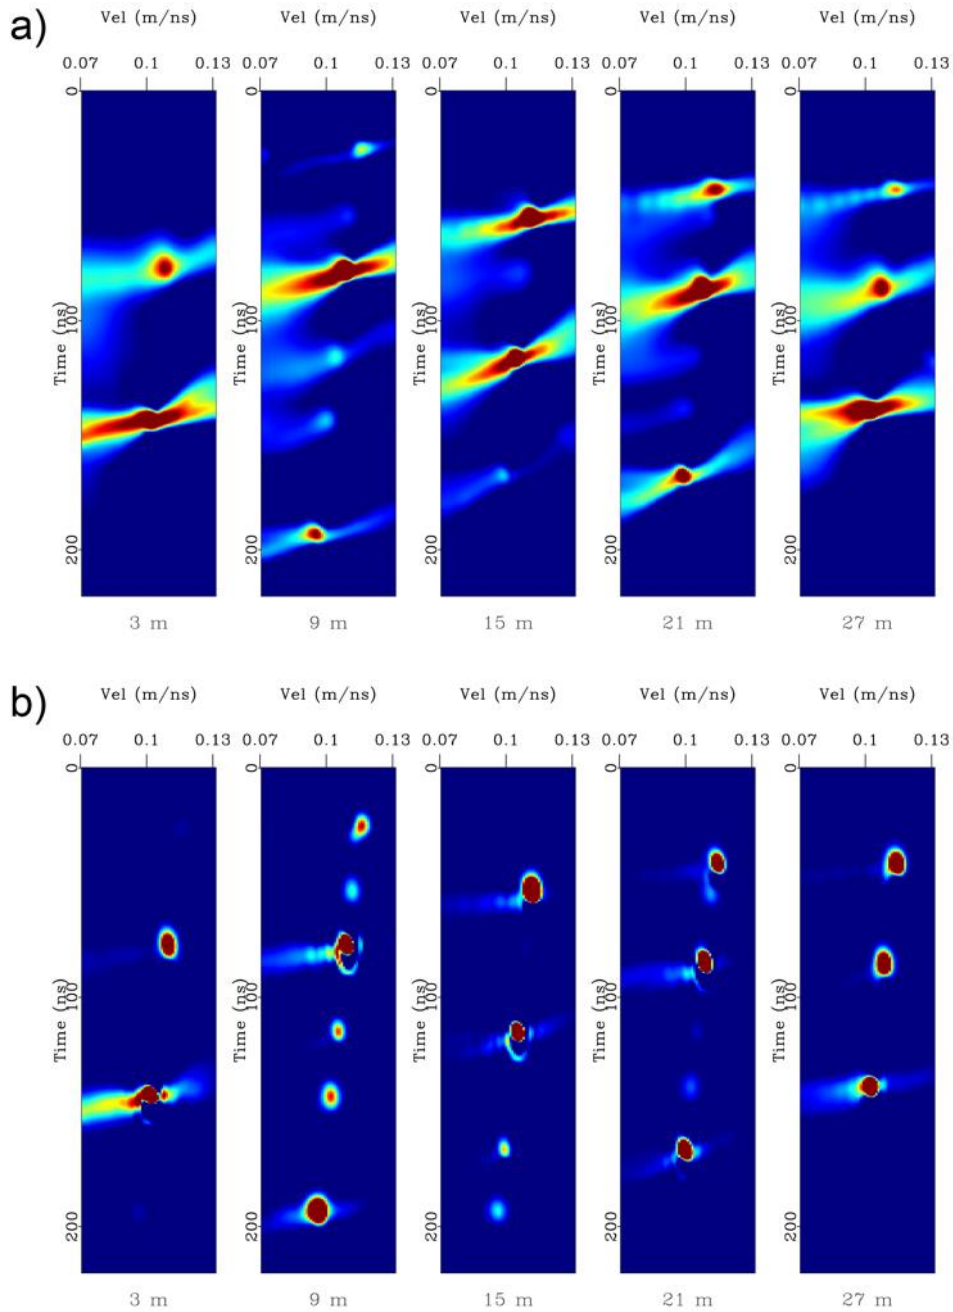 a)
Vel (m/ns) Vel (m/ns) Vel (m/ns) Vel (m/ns) Vel (m/ns)
0.07 0.1 0.13 0.07 0.1 0.13 0.07 0.1 0.13 0.07 0.1 0.13 0.07 0.1 0.13
0 0 0 0 0
Time (ns) Time (ns) Time (ns) Time (ns) Time (ns)
100 100 100 100 100
200 200 200 200 200
3 m 9 m 15 m 21 m 27 m
b)
Vel (m/ns) Vel (m/ns) Vel (m/ns) Vel (m/ns) Vel (m/ns)
0.07 0.1 0.13 0.07 0.1 0.13 0.07 0.1 0.13 0.07 0.1 0.13 0.07 0.1 0.13
0 0 0 0 0
Time (ns) Time (ns) Time (ns) Time (ns) Time (ns)
100 100 100 100 100
200 200 200 200 200
3 m 9 m 15 m 21 m 27 m